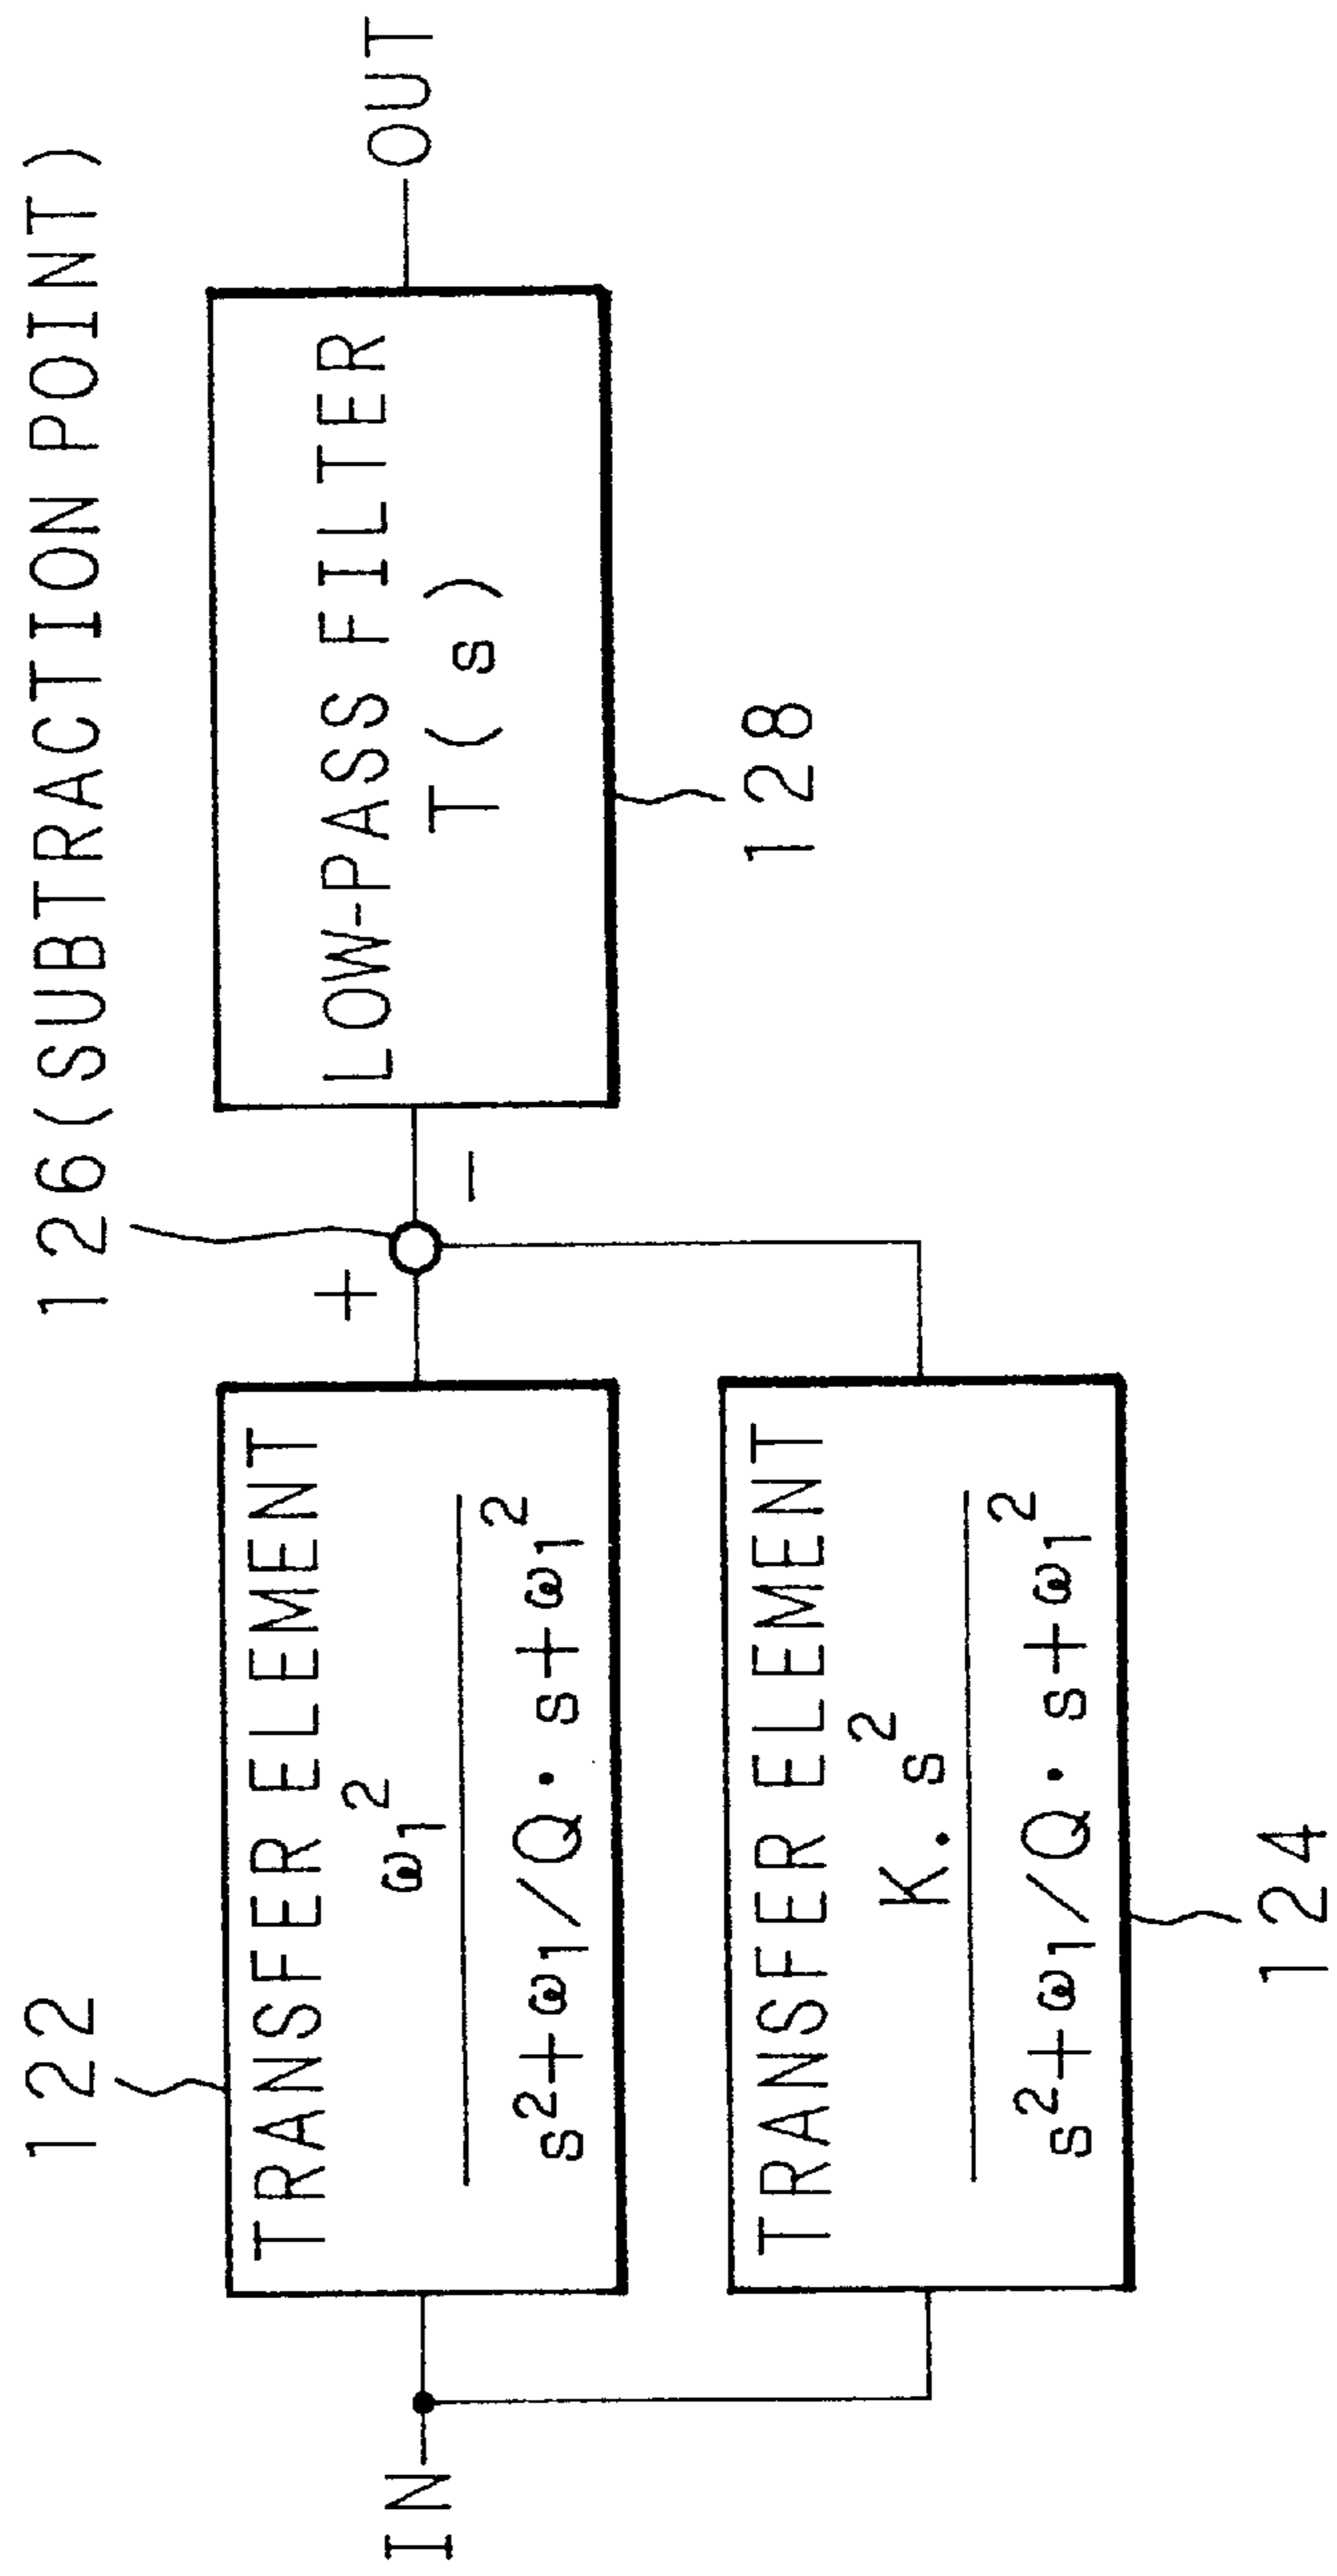 122
126(SUBTRACTION POINT)
IN
TRANSFER ELEMENT
ω₁²
s²+ω₁/Q·s+ω₁²
+
−
LOW-PASS FILTER
T(s)
OUT
128
TRANSFER ELEMENT
K.s²
s²+ω₁/Q·s+ω₁²
124